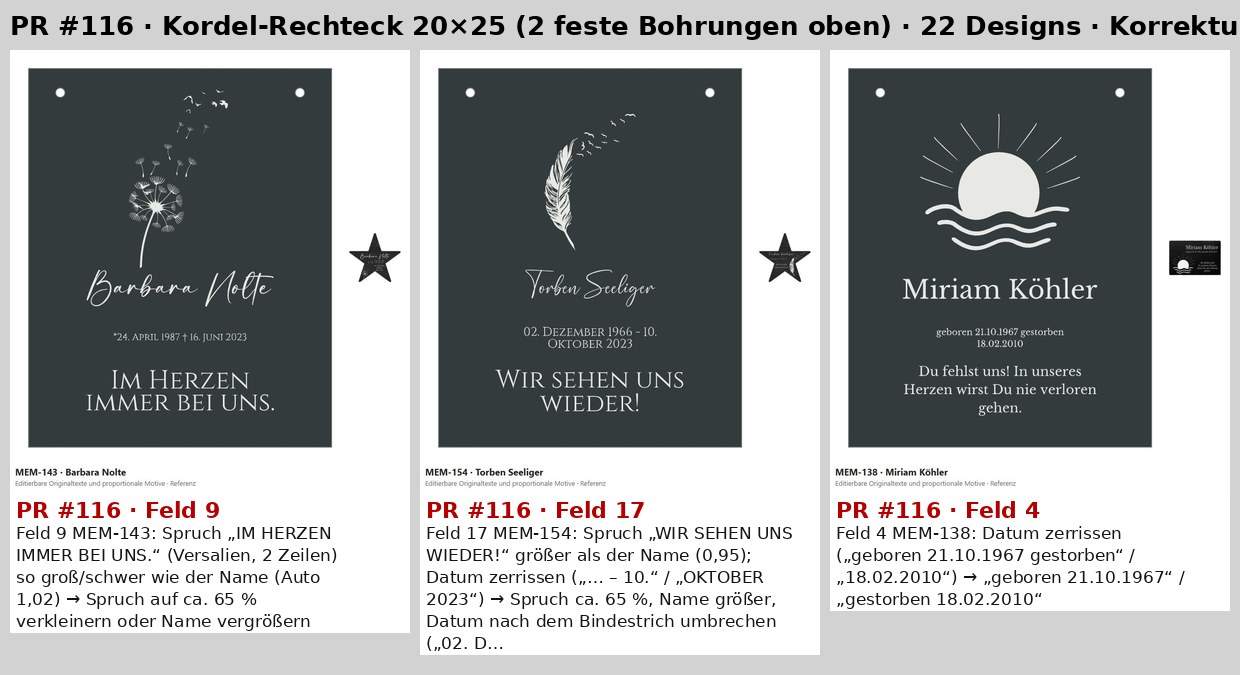 PR #116 · Kordel-Rechteck 20×25 (2 feste Bohrungen oben) · 22 Designs · Korrektu
Barbara Nolte
*24. APRIL 1987 † 16. JUNI 2023
IM HERZEN
IMMER BEI UNS.
MEM-143 · Barbara Nolte
Editierbare Originaltexte und proportionale Motive · Referenz
PR #116 · Feld 9
Feld 9 MEM-143: Spruch „IM HERZEN
IMMER BEI UNS.“ (Versalien, 2 Zeilen)
so groß/schwer wie der Name (Auto
1,02) → Spruch auf ca. 65 %
verkleinern oder Name vergrößern
Torben Seeliger
02. DEZEMBER 1966 - 10.
OKTOBER 2023
WIR SEHEN UNS
WIEDER!
MEM-154 · Torben Seeliger
Editierbare Originaltexte und proportionale Motive · Referenz
PR #116 · Feld 17
Feld 17 MEM-154: Spruch „WIR SEHEN UNS
WIEDER!“ größer als der Name (0,95);
Datum zerrissen („… – 10.“ / „OKTOBER
2023“) → Spruch ca. 65 %, Name größer,
Datum nach dem Bindestrich umbrechen
(„02. D…
Miriam Köhler
geboren 21.10.1967 gestorben
18.02.2010
Du fehlst uns! In unseres
Herzen wirst Du nie verloren
gehen.
Miriam Köhler
MEM-138 · Miriam Köhler
Editierbare Originaltexte und proportionale Motive · Referenz
PR #116 · Feld 4
Feld 4 MEM-138: Datum zerrissen
(„geboren 21.10.1967 gestorben“ /
„18.02.2010“) → „geboren 21.10.1967“ /
„gestorben 18.02.2010“